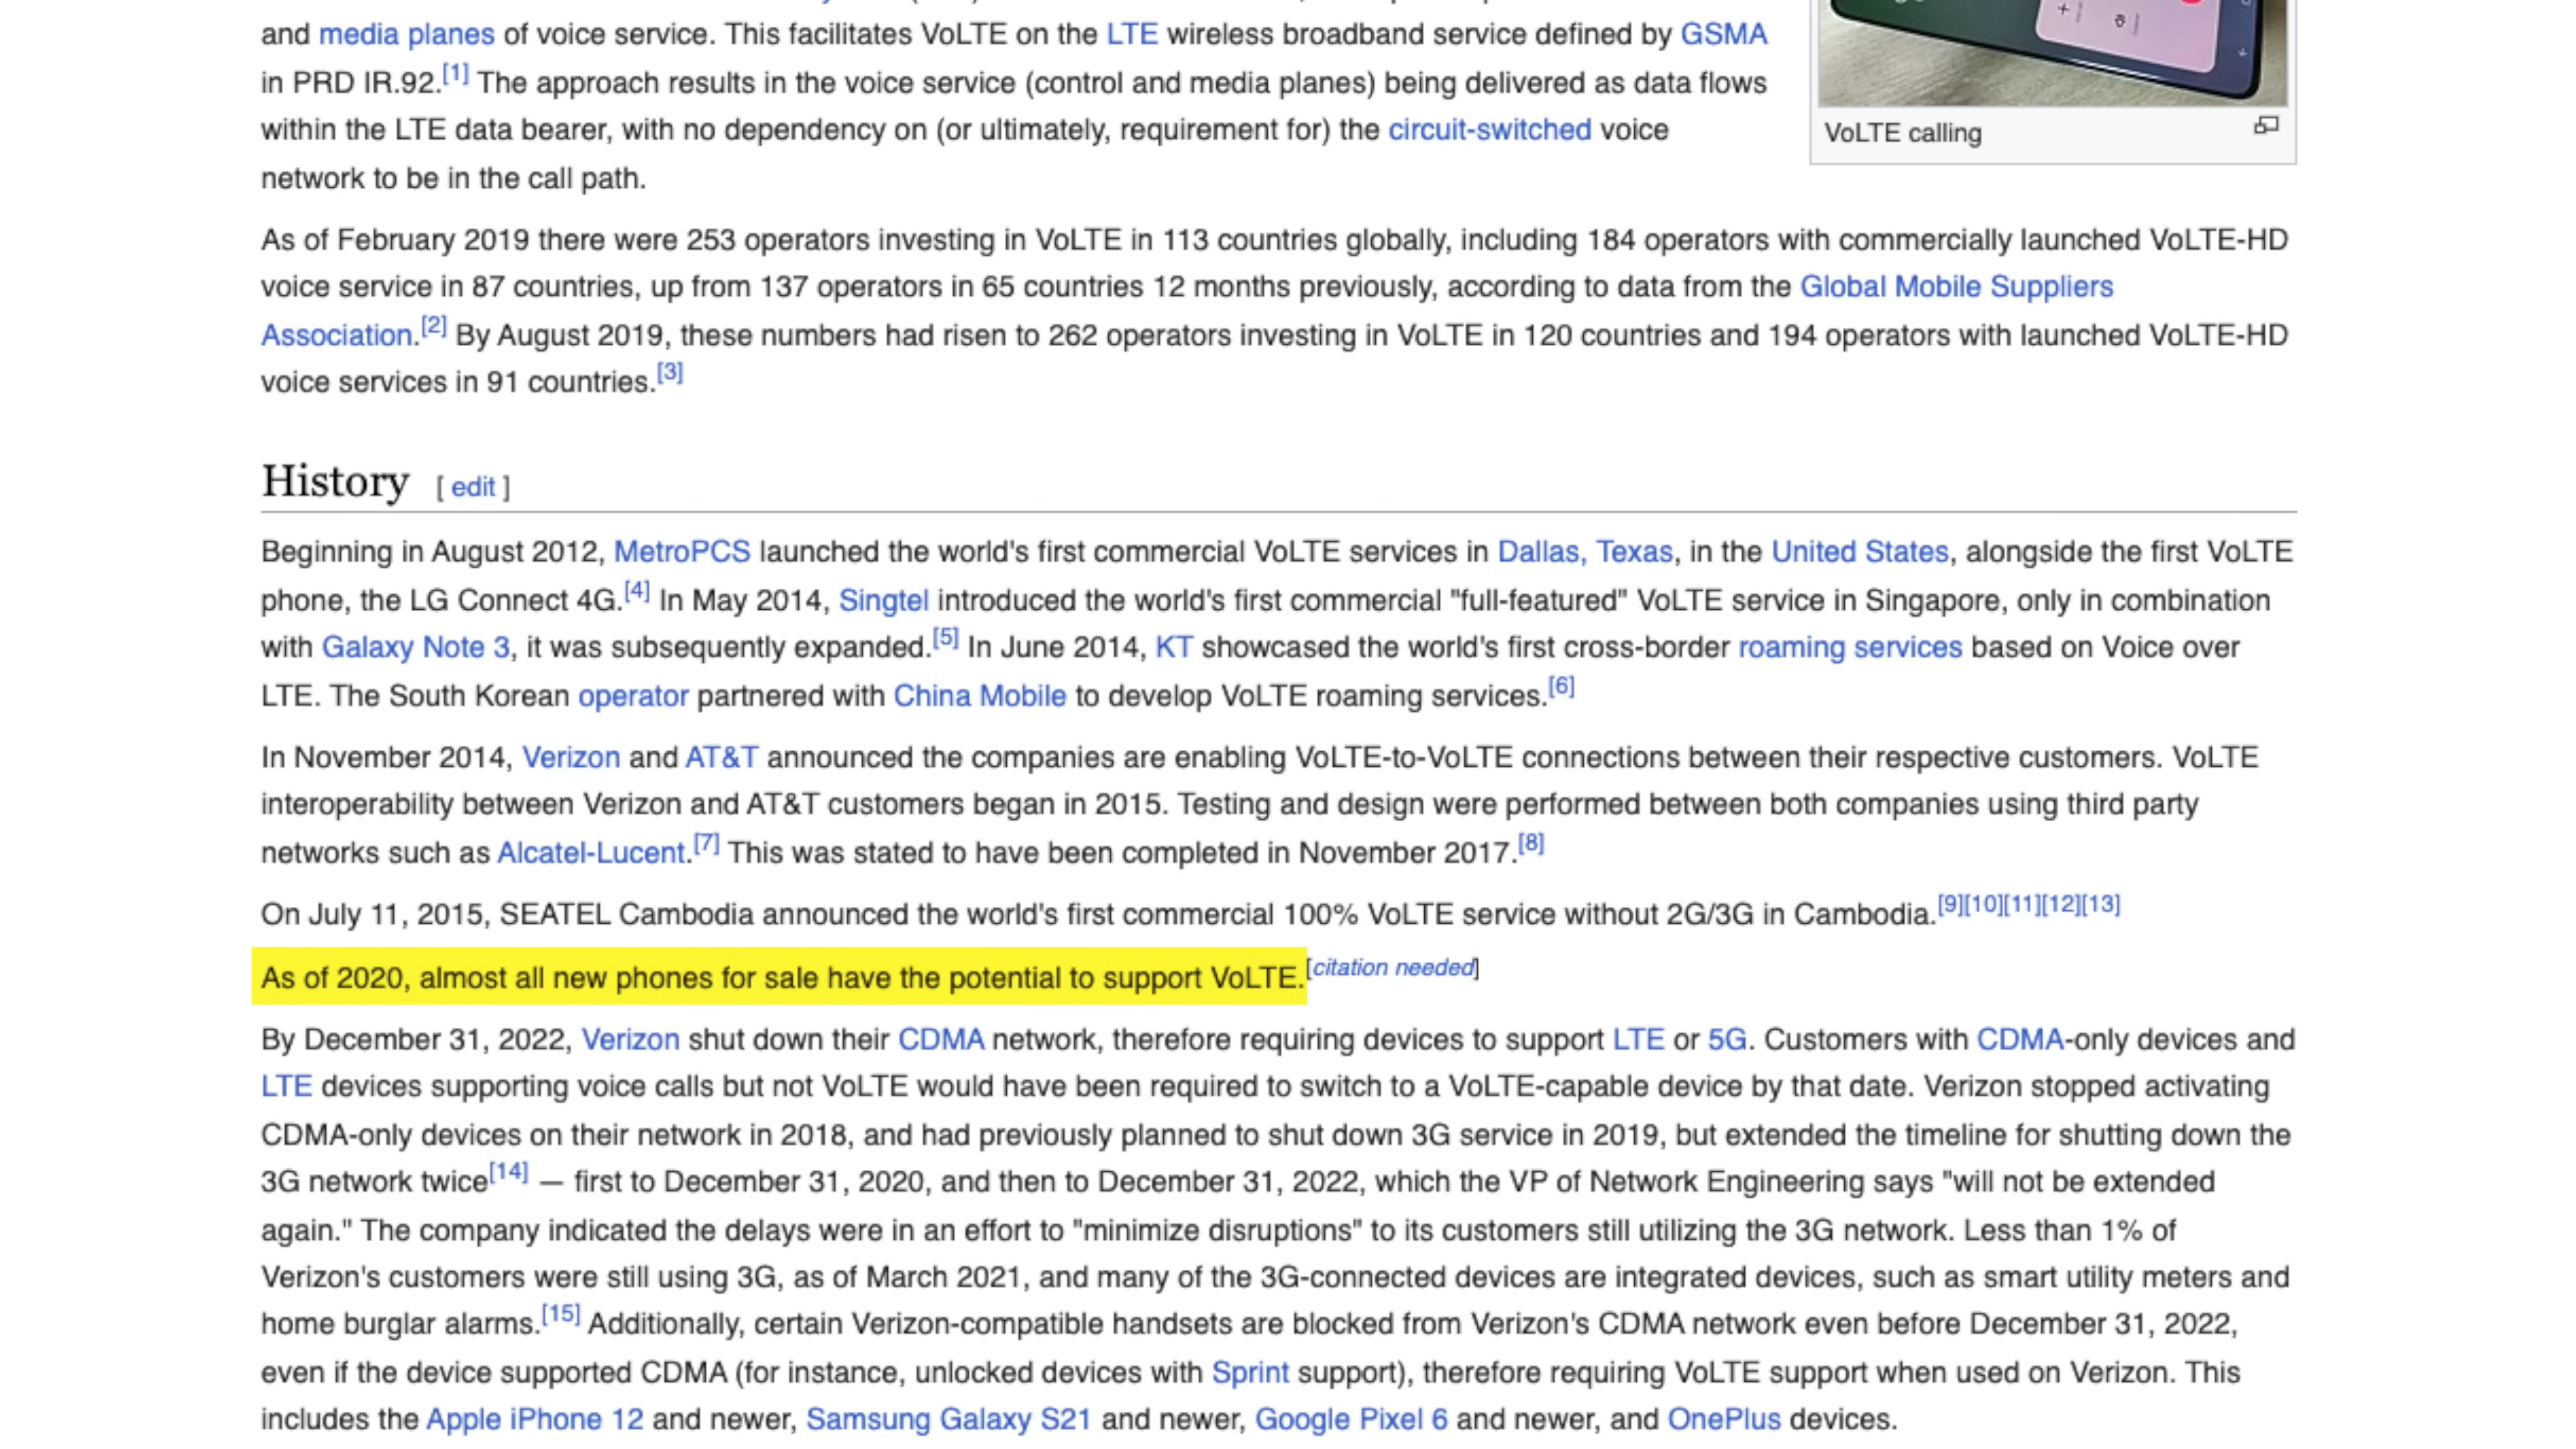 and media planes of voice service. This facilitates VoLTE on the LTE wireless broadband service defined by GSMA
in PRD IR.92.[1] The approach results in the voice service (control and media planes) being delivered as data flows
within the LTE data bearer, with no dependency on (or ultimately, requirement for) the circuit-switched voice
network to be in the call path.
VoLTE calling
As of February 2019 there were 253 operators investing in VoLTE in 113 countries globally, including 184 operators with commercially launched VoLTE-HD
voice service in 87 countries, up from 137 operators in 65 countries 12 months previously, according to data from the Global Mobile Suppliers
Association.[2] By August 2019, these numbers had risen to 262 operators investing in VoLTE in 120 countries and 194 operators with launched VoLTE-HD
voice services in 91 countries.[3]
History [ edit ]
Beginning in August 2012, MetroPCS launched the world's first commercial VoLTE services in Dallas, Texas, in the United States, alongside the first VoLTE
phone, the LG Connect 4G.[4] In May 2014, Singtel introduced the world's first commercial "full-featured" VoLTE service in Singapore, only in combination
with Galaxy Note 3, it was subsequently expanded.[5] In June 2014, KT showcased the world's first cross-border roaming services based on Voice over
LTE. The South Korean operator partnered with China Mobile to develop VoLTE roaming services.[6]
In November 2014, Verizon and AT&T announced the companies are enabling VoLTE-to-VoLTE connections between their respective customers. VoLTE
interoperability between Verizon and AT&T customers began in 2015. Testing and design were performed between both companies using third party
networks such as Alcatel-Lucent.[7] This was stated to have been completed in November 2017.[8]
On July 11, 2015, SEATEL Cambodia announced the world's first commercial 100% VoLTE service without 2G/3G in Cambodia.[9][10][11][12][13]
As of 2020, almost all new phones for sale have the potential to support VoLTE.[citation needed]
By December 31, 2022, Verizon shut down their CDMA network, therefore requiring devices to support LTE or 5G. Customers with CDMA-only devices and
LTE devices supporting voice calls but not VoLTE would have been required to switch to a VoLTE-capable device by that date. Verizon stopped activating
CDMA-only devices on their network in 2018, and had previously planned to shut down 3G service in 2019, but extended the timeline for shutting down the
3G network twice[14] — first to December 31, 2020, and then to December 31, 2022, which the VP of Network Engineering says "will not be extended
again." The company indicated the delays were in an effort to "minimize disruptions" to its customers still utilizing the 3G network. Less than 1% of
Verizon's customers were still using 3G, as of March 2021, and many of the 3G-connected devices are integrated devices, such as smart utility meters and
home burglar alarms.[15] Additionally, certain Verizon-compatible handsets are blocked from Verizon's CDMA network even before December 31, 2022,
even if the device supported CDMA (for instance, unlocked devices with Sprint support), therefore requiring VoLTE support when used on Verizon. This
includes the Apple iPhone 12 and newer, Samsung Galaxy S21 and newer, Google Pixel 6 and newer, and OnePlus devices.